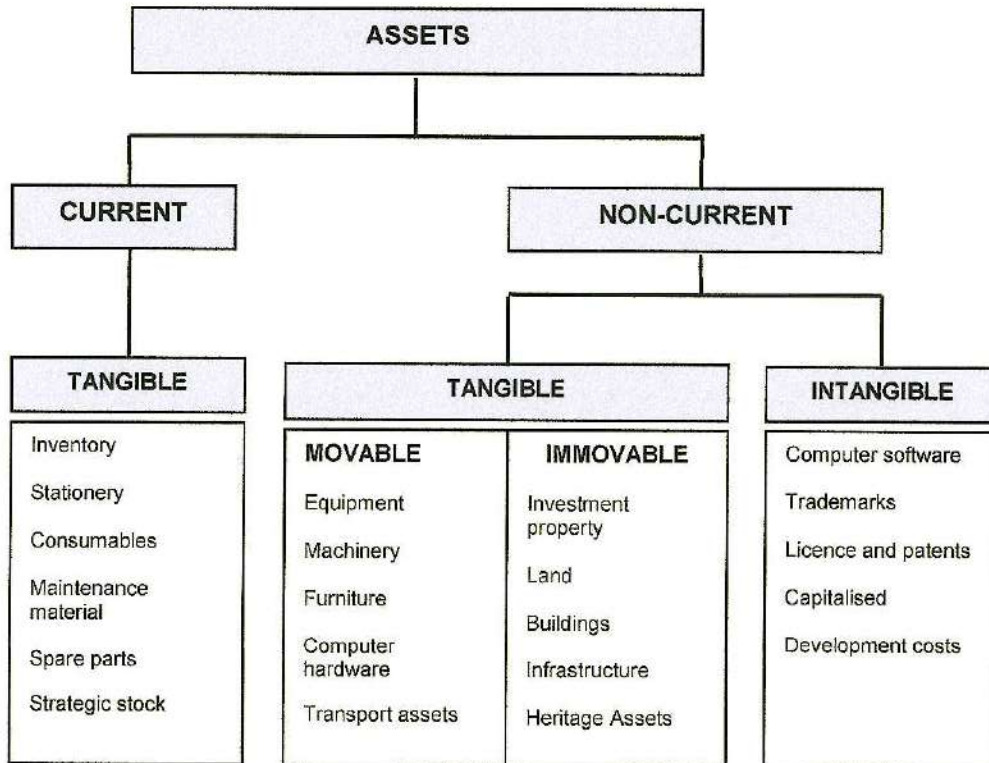 ASSETS
CURRENT
NON-CURRENT
TANGIBLE
Inventory
Stationery
Consumables
Maintenance
material
Spare parts
Strategic stock
TANGIBLE
MOVABLE
Equipment
Machinery
Furniture
Computer
hardware
Transport assets
IMMOVABLE
Investment
property
Land
Buildings
Infrastructure
Heritage Assets
INTANGIBLE
Computer software
Trademarks
Licence and patents
Capitalised
Development costs